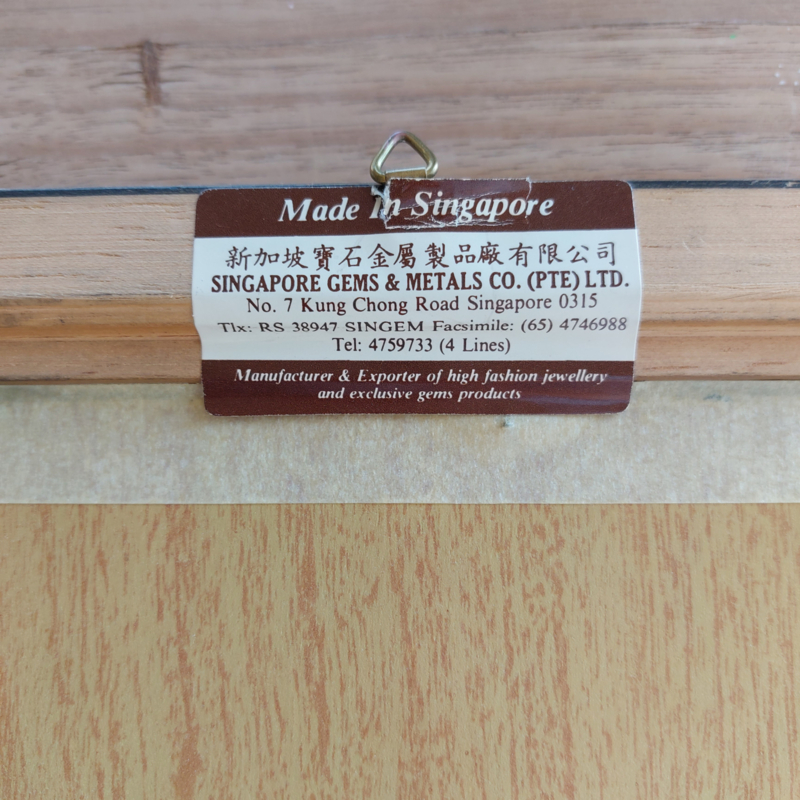 Made In Singapore
新加坡寶石金屬製品廠有限公司
SINGAPORE GEMS & METALS CO. (PTE) LTD.
No. 7 Kung Chong Road Singapore 0315
Tlx: RS 38947 SINGEM Facsimile: (65) 4746988
Tel: 4759733 (4 Lines)
Manufacturer & Exporter of high fashion jewellery
and exclusive gems products